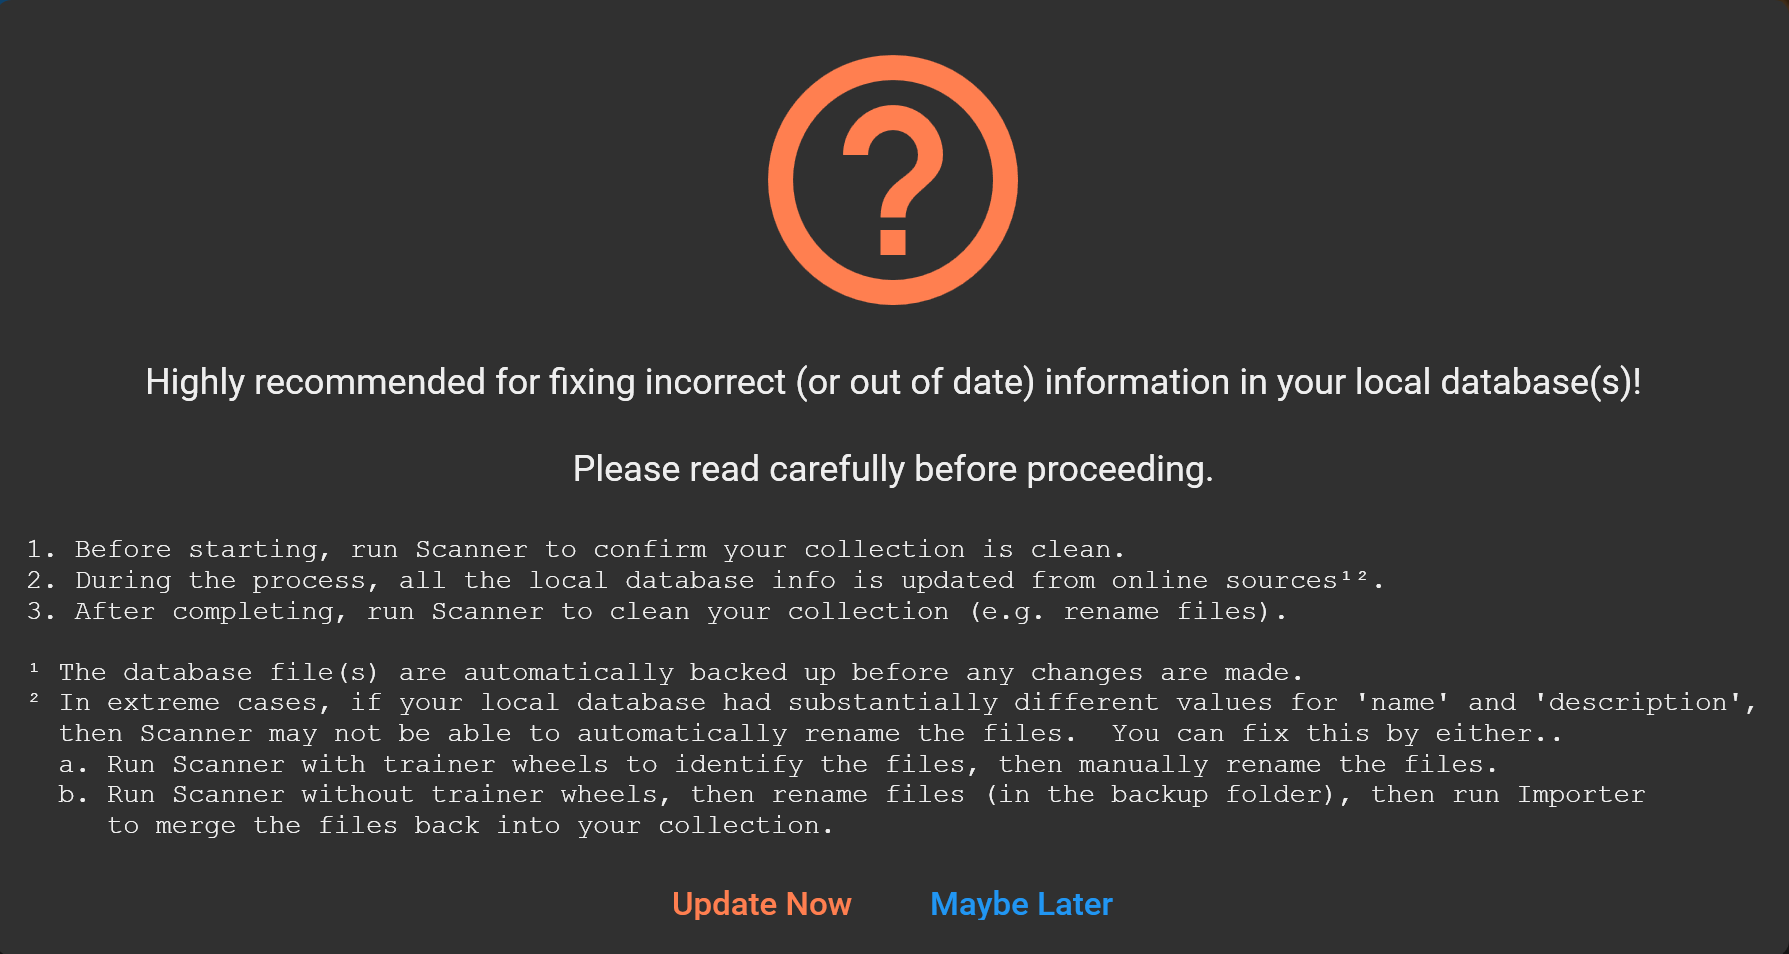 ?
Highly recommended for fixing incorrect (or out of date) information in your local database(s)!
Please read carefully before proceeding.
1. Before starting, run Scanner to confirm your collection is clean.
2. During the process, all the local database info is updated from online sources¹².
3. After completing, run Scanner to clean your collection (e.g. rename files).
¹ The database file(s) are automatically backed up before any changes are made.
² In extreme cases, if your local database had substantially different values for 'name' and 'description',
then Scanner may not be able to automatically rename the files.  You can fix this by either..
a. Run Scanner with trainer wheels to identify the files, then manually rename the files.
b. Run Scanner without trainer wheels, then rename files (in the backup folder), then run Importer
to merge the files back into your collection.
Update Now Maybe Later